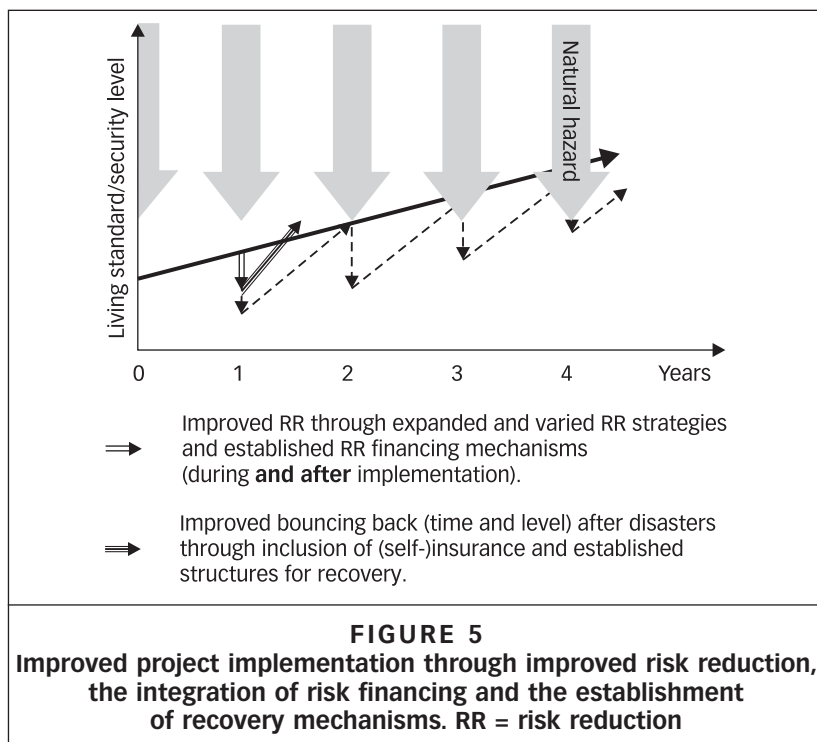 Living standard/security level
Natural hazard
0 1 2 3 4 Years
Improved RR through expanded and varied RR strategies
and established RR financing mechanisms
(during and after implementation).
Improved bouncing back (time and level) after disasters
through inclusion of (self-)insurance and established
structures for recovery.
FIGURE 5
Improved project implementation through improved risk reduction,
the integration of risk financing and the establishment
of recovery mechanisms. RR = risk reduction